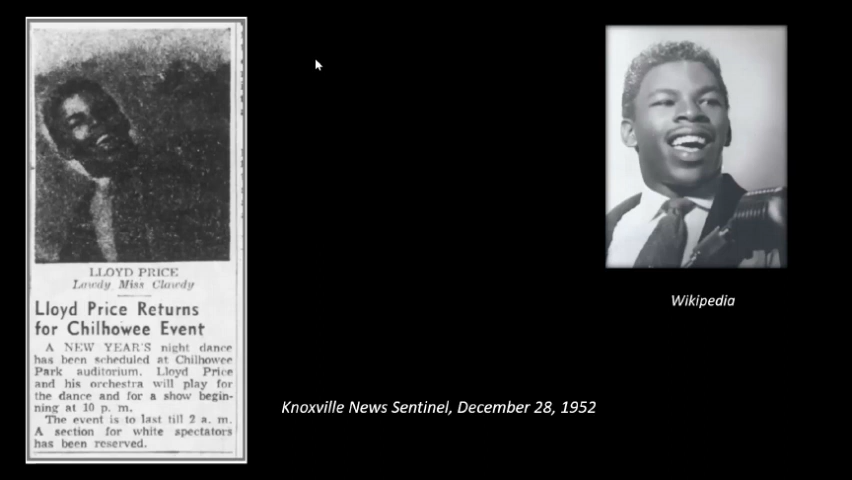 LLOYD PRICE
Lawdy Miss Clawdy
Lloyd Price Returns
for Chilhowee Event
A NEW YEAR'S night dance
has been scheduled at Chilhowee
Park auditorium. Lloyd Price
and his orchestra will play for
the dance and for a show begin-
ning at 10 p. m.
The event is to last till 2 a. m.
A section for white spectators
has been reserved.
Wikipedia
Knoxville News Sentinel, December 28, 1952